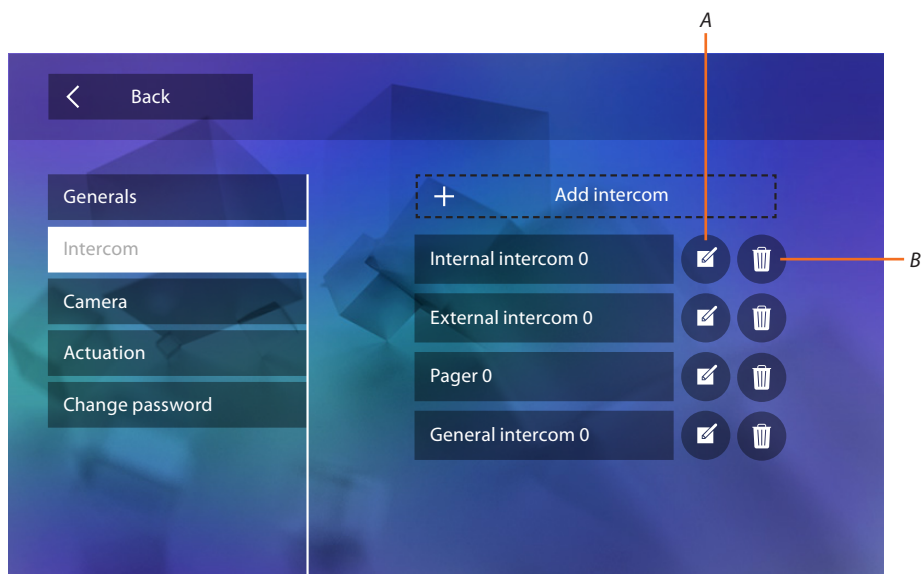 A
Back
Generals
Intercom
Camera
Actuation
Change password
+ Add intercom
Internal intercom 0
B
External intercom 0
Pager 0
General intercom 0